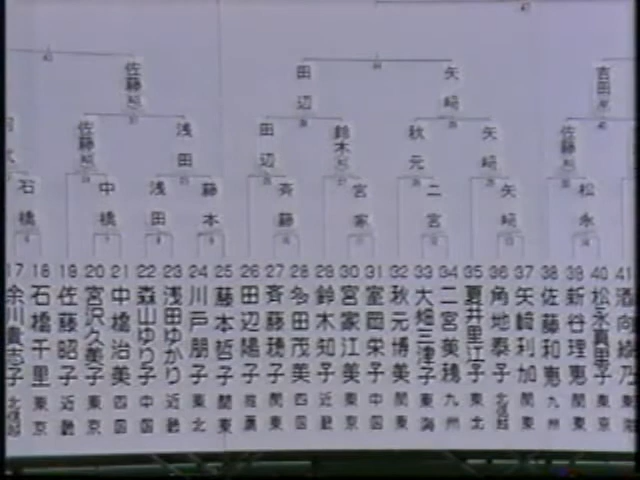 佐藤
田辺
矢崎
吉田
佐藤
浅田
田辺
鈴木
秋元
矢崎
佐藤
石橋
中橋
浅田
藤本
斉藤
宮家
二宮
矢崎
松永
17
18 石橋千里 東京
19 佐藤昭子 近畿
20 宮沢久美子 東京
21 中橋治美 四国
22 森山ゆり子 中国
23 浅田ゆかり 近畿
24 川戸朋子 東北
25 藤本哲子 関東
26 田辺陽子
27 斉藤範子 関東
28 多田茂美 四国
29 鈴木知子 近畿
30 宮家江美 東京
31 室岡栄子 中国
32 秋元博美 関東
33 大畑三津子 東海
34 二宮美穂 九州
35 夏井里江子 東北
36 角地泰子 北信越
37 矢崎利加 関東
38 佐藤和恵 九州
39 新谷理恵 関東
40 松永真里子 東京
41